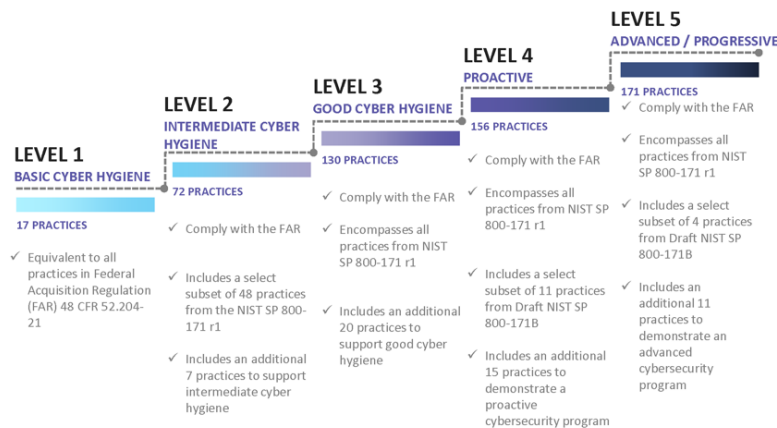 LEVEL 1
BASIC CYBER HYGIENE
17 PRACTICES
✓ Equivalent to all
practices in Federal
Acquisition Regulation
(FAR) 48 CFR 52.204-
21
LEVEL 2
INTERMEDIATE CYBER
HYGIENE
72 PRACTICES
✓ Comply with the FAR
✓ Includes a select
subset of 48 practices
from the NIST SP 800-
171 r1
✓ Includes an additional
7 practices to support
intermediate cyber
hygiene
LEVEL 3
GOOD CYBER HYGIENE
130 PRACTICES
✓ Comply with the FAR
✓ Encompasses all
practices from NIST
SP 800-171 r1
✓ Includes an additional
20 practices to
support good cyber
hygiene
LEVEL 4
PROACTIVE
156 PRACTICES
✓ Comply with the FAR
✓ Encompasses all
practices from NIST SP
800-171 r1
✓ Includes a select
subset of 11 practices
from Draft NIST SP
800-171B
✓ Includes an additional
15 practices to
demonstrate a
proactive
cybersecurity program
LEVEL 5
ADVANCED / PROGRESSIVE
171 PRACTICES
✓ Comply with the FAR
✓ Encompasses all
practices from NIST
SP 800-171 r1
✓ Includes a select
subset of 4 practices
from Draft NIST SP
800-171B
✓ Includes an
additional 11
practices to
demonstrate an
advanced
cybersecurity
program